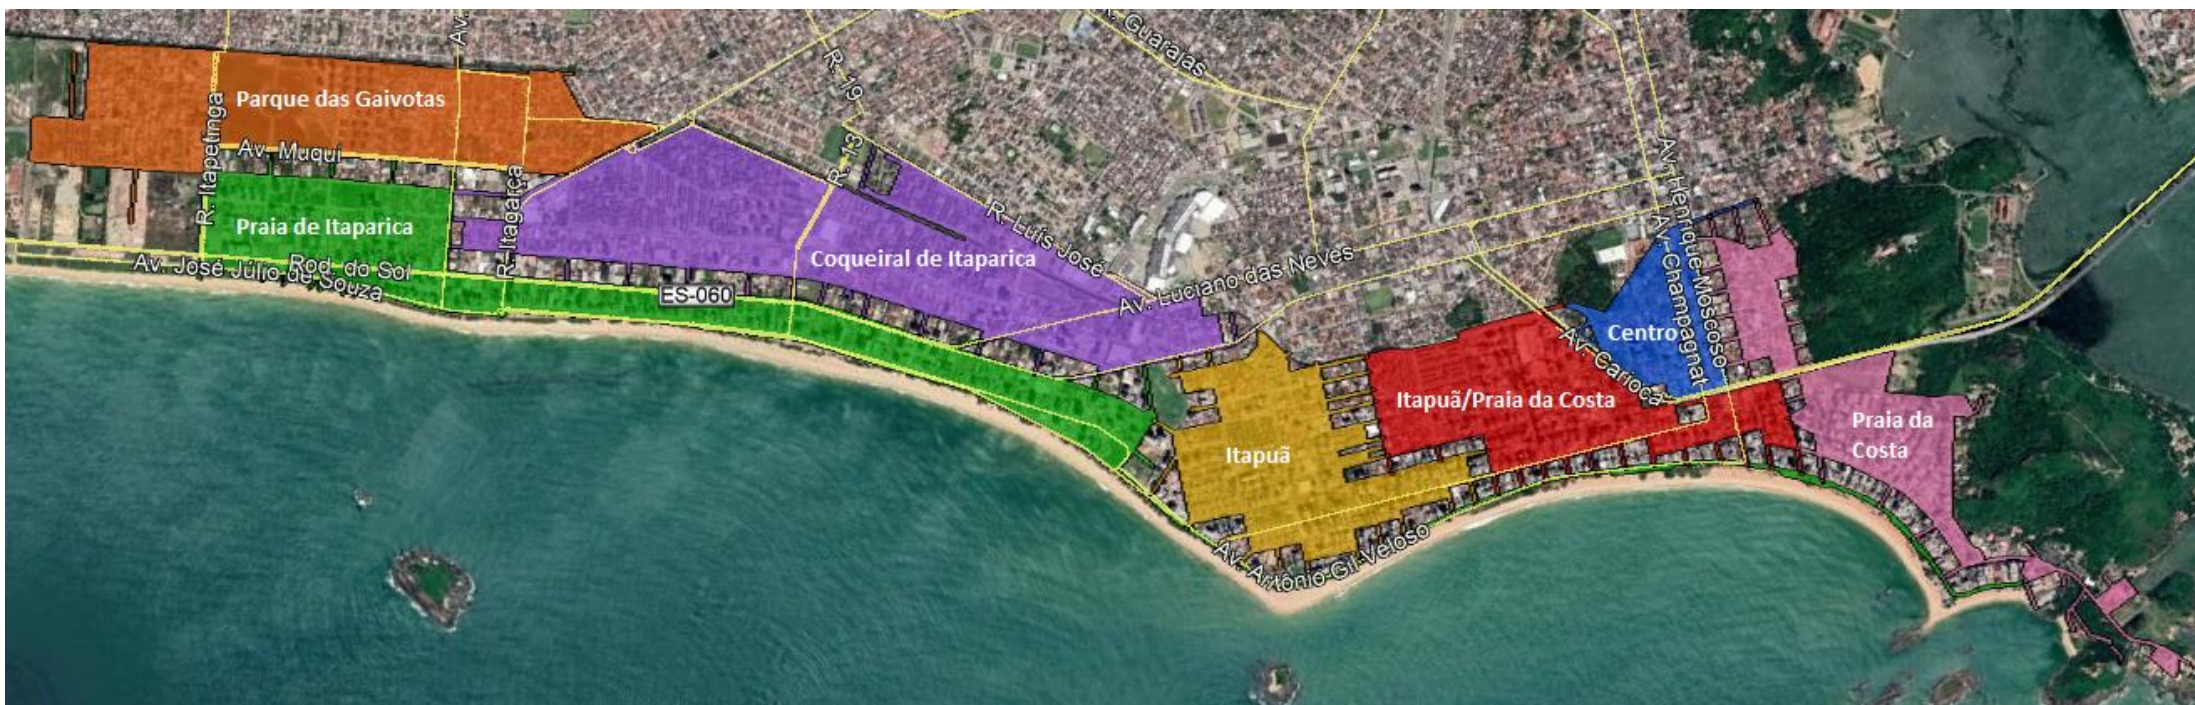 Av.
R. 19
R. Guarajas
Parque das Gaivotas
R. Itapetinga
Av. Muqui
R. 13
R. Itagarça
R. Luís José
Av. Henrique Moscoso
Av. Champagnat
Praia de Itaparica
Coqueiral de Itaparica
Av. Luciano das Neves
Rod. do Sol
Av. José Júlio de Souza
ES-060
Centro
Av. Carioca
Itapuã/Praia da Costa
Praia da
Costa
Itapuã
Av. Antônio Gil Veloso